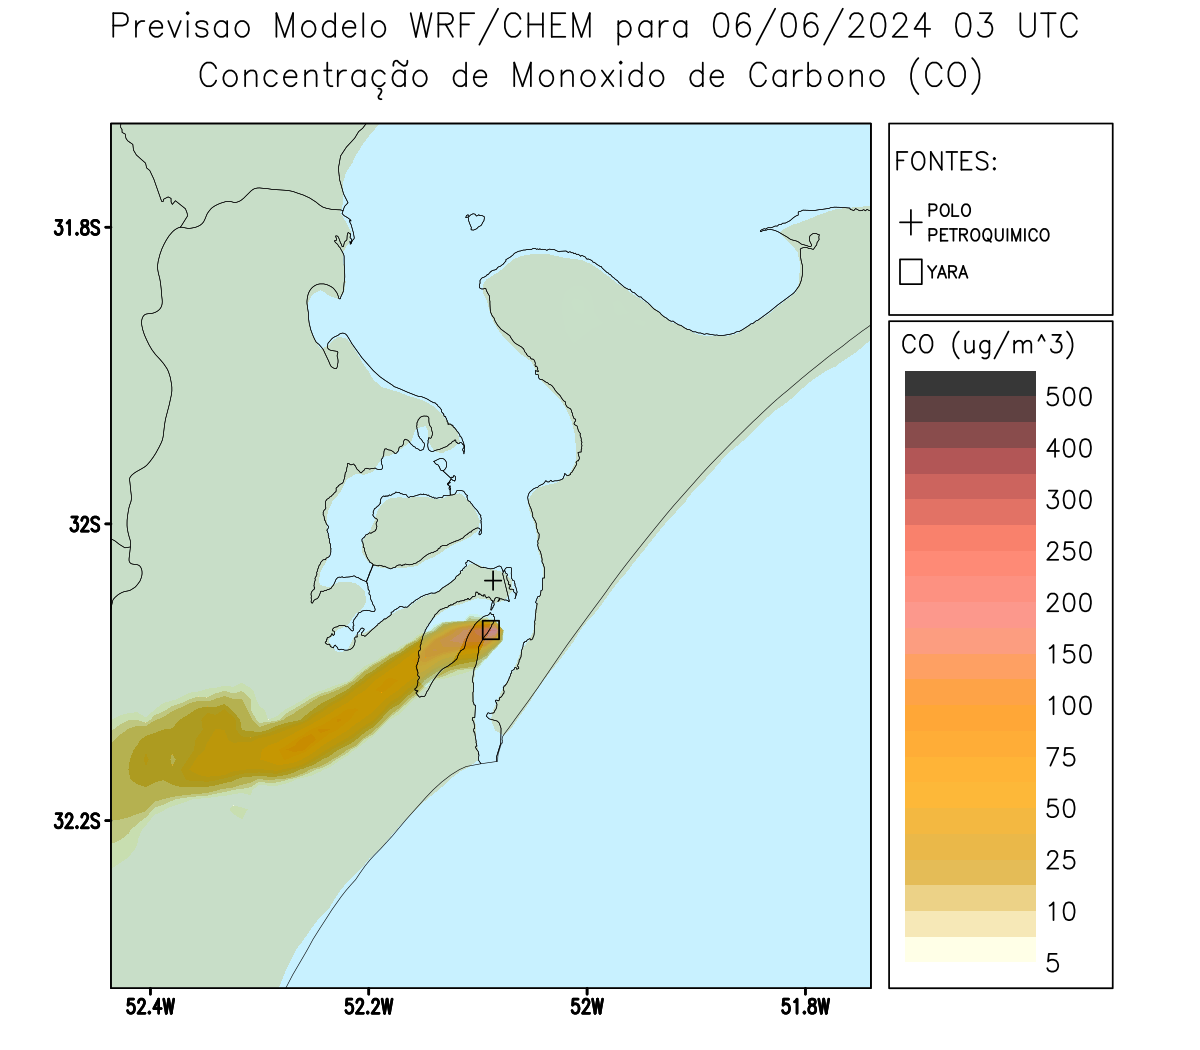 Previsao Modelo WRF/CHEM para 06/06/2024 03 UTC
Concentração de Monoxido de Carbono (CO)
FONTES:
POLO
PETROQUIMICO
YARA
CO (ug/m^3)
500
400
300
250
200
150
100
75
50
25
10
5
31.8S
32S
32.2S
52.4W
52.2W
52W
51.8W